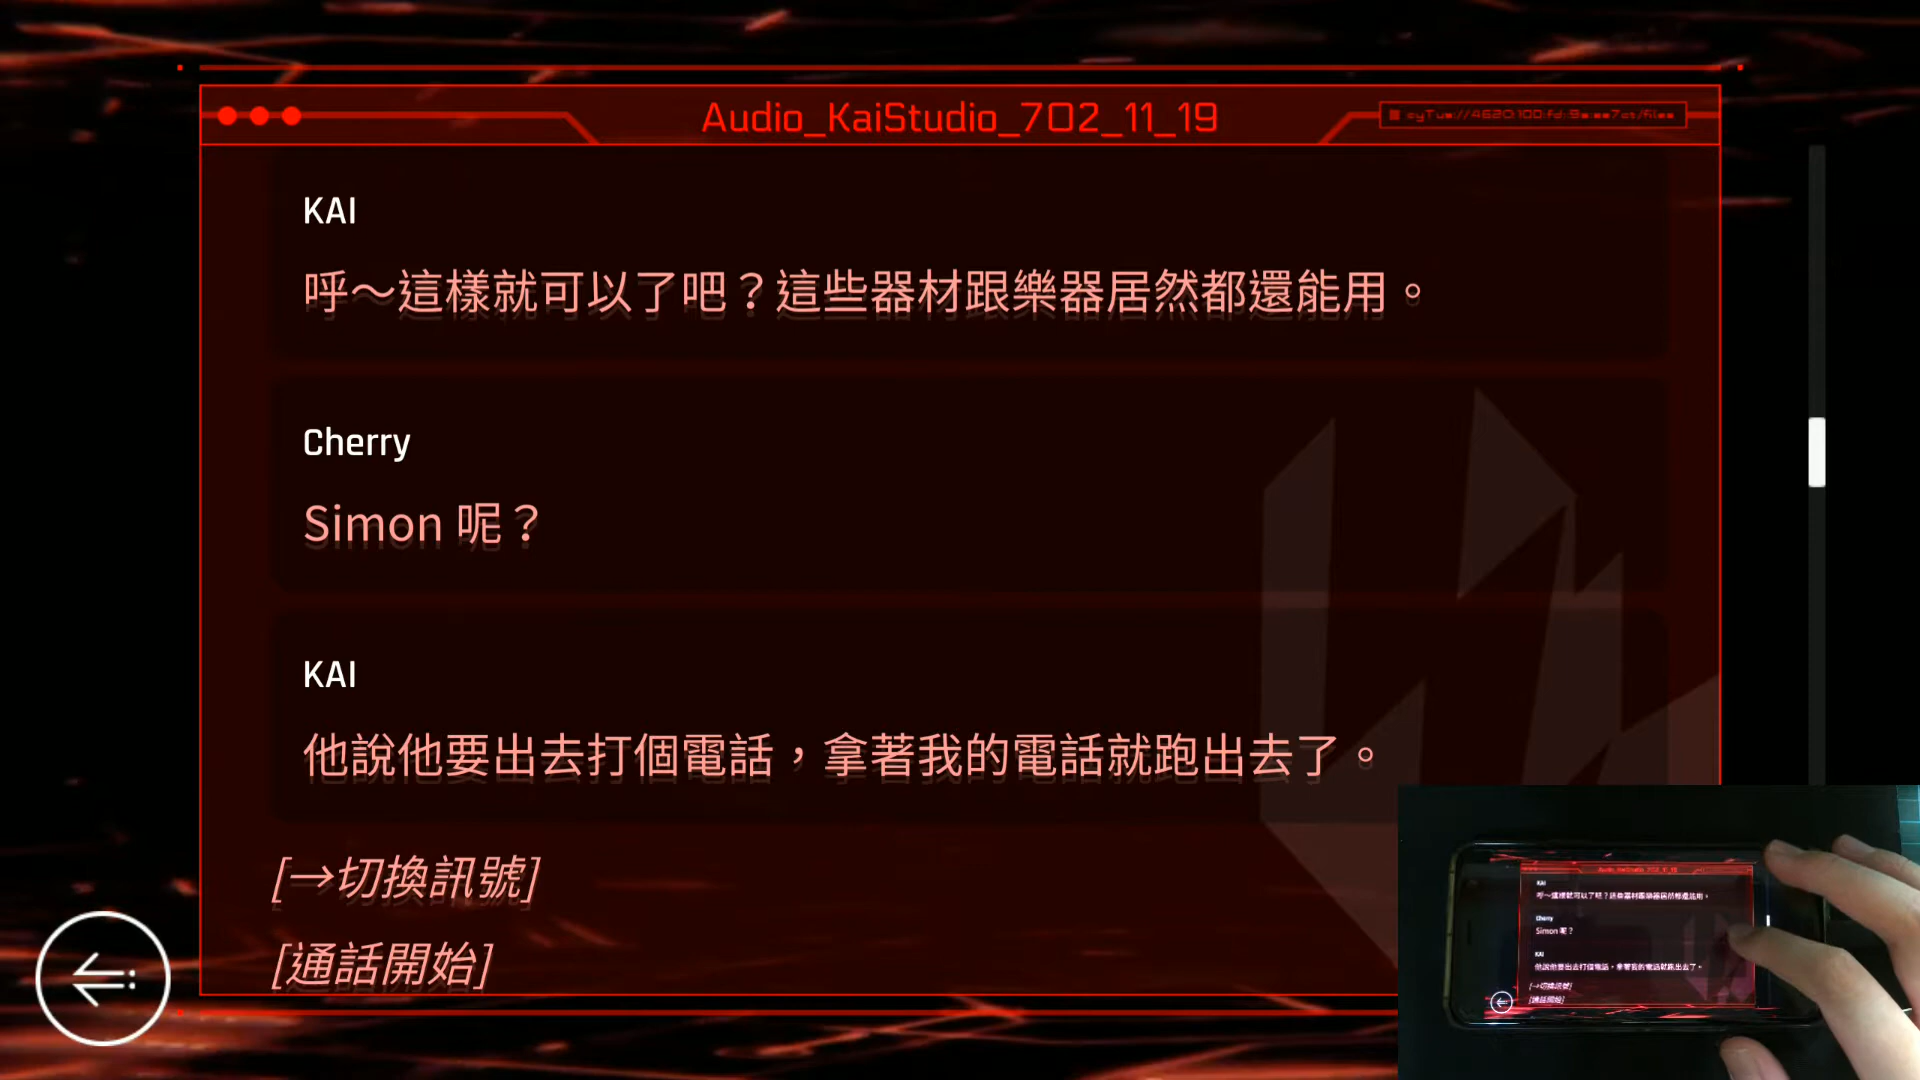 Audio_KaiStudio_702_11_19
KAI
呼～這樣就可以了吧？這些器材跟樂器居然都還能用。
Cherry
Simon 呢？
KAI
他說他要出去打個電話，拿著我的電話就跑出去了。
[→切換訊號]
[通話開始]